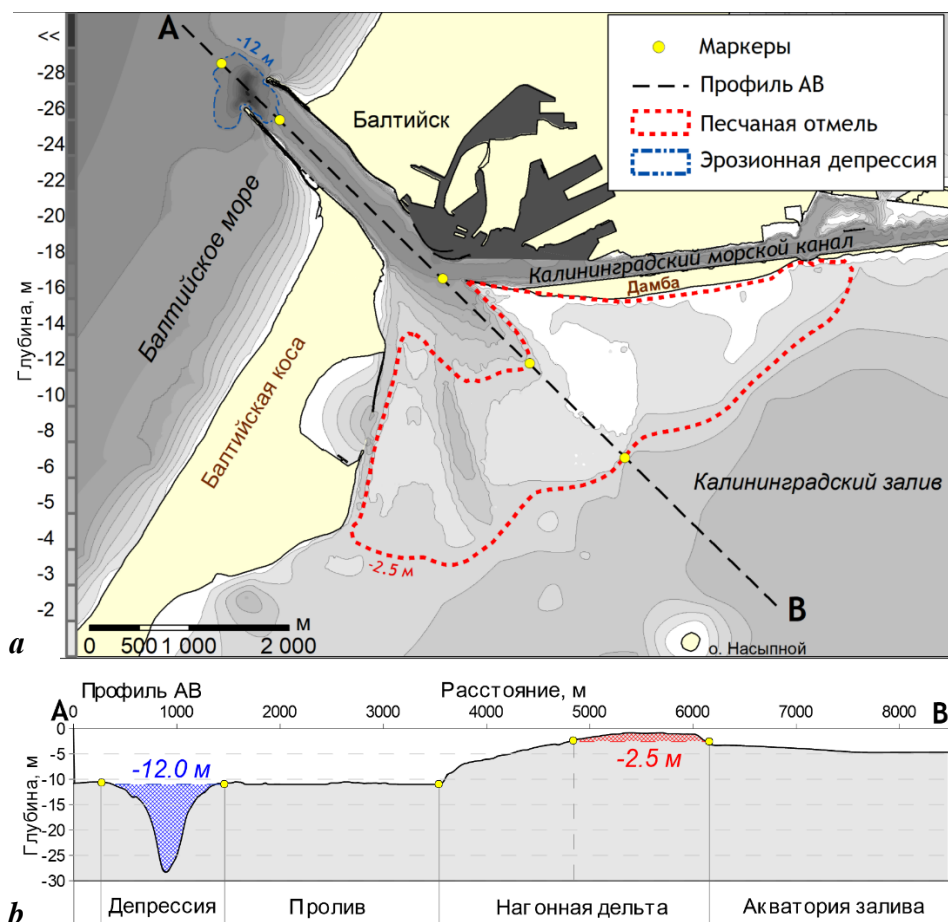 <<
-28
-26
-24
-22
-20
-18
-16
-14
-12
-10
-8
-6
-5
-4
-3
-2
Глубина, м
A
-12 м
Балтийск
Маркеры
Профиль АВ
Песчаная отмель
Эрозионная депрессия
Балтийское море
Калининградский морской канал
Дамба
Балтийская коса
Калининградский залив
-2.5 м
B
м
0 500 1 000 2 000
о. Насыпной
a
Профиль АВ Расстояние, м
A B
0 1000 2000 3000 4000 5000 6000 7000 8000
Глубина, м
0
-5
-10
-15
-20
-25
-30
-12.0 м
-2.5 м
Депрессия Пролив Нагонная дельта Акватория залива
b